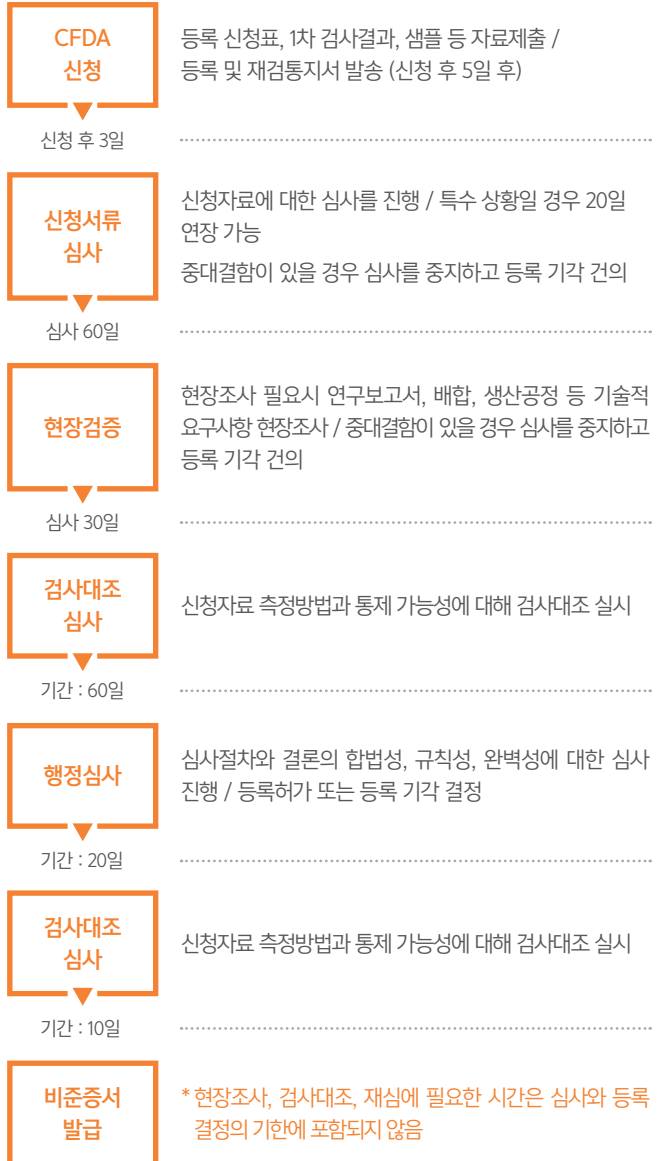 CFDA
신청
등록 신청표, 1차 검사결과, 샘플 등 자료제출 /
등록 및 재검통지서 발송 (신청 후 5일 후)
신청 후 3일
신청서류
심사
신청자료에 대한 심사를 진행 / 특수 상황일 경우 20일
연장 가능
중대결함이 있을 경우 심사를 중지하고 등록 기각 건의
심사 60일
현장검증
현장조사 필요시 연구보고서, 배합, 생산공정 등 기술적
요구사항 현장조사 / 중대결함이 있을 경우 심사를 중지하고
등록 기각 건의
심사 30일
검사대조
심사
신청자료 측정방법과 통제 가능성에 대해 검사대조 실시
기간 : 60일
행정심사
심사절차와 결론의 합법성, 규칙성, 완벽성에 대한 심사
진행 / 등록허가 또는 등록 기각 결정
기간 : 20일
검사대조
심사
신청자료 측정방법과 통제 가능성에 대해 검사대조 실시
기간 : 10일
비준증서
발급
* 현장조사, 검사대조, 재심에 필요한 시간은 심사와 등록
결정의 기한에 포함되지 않음